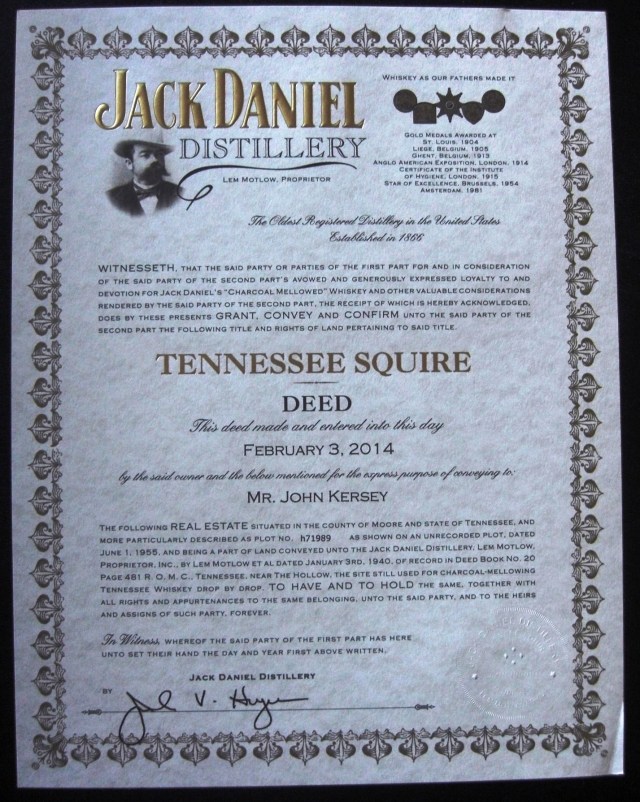 JACK DANIEL
DISTILLERY
LEM MOTLOW, PROPRIETOR
WHISKEY AS OUR FATHERS MADE IT
GOLD MEDALS AWARDED AT
ST. LOUIS, 1904
LIEGE, BELGIUM, 1905
GHENT, BELGIUM, 1913
ANGLO AMERICAN EXPOSITION, LONDON, 1914
CERTIFICATE OF THE INSTITUTE
OF HYGIENE, LONDON, 1915
STAR OF EXCELLENCE, BRUSSELS, 1954
AMSTERDAM, 1981
The Oldest Registered Distillery in the United States
Established in 1866
WITNESSETH, THAT THE SAID PARTY OR PARTIES OF THE FIRST PART FOR AND IN CONSIDERATION
OF THE SAID PARTY OF THE SECOND PART'S AVOWED AND GENEROUSLY EXPRESSED LOYALTY TO AND
DEVOTION FOR JACK DANIEL'S "CHARCOAL MELLOWED" WHISKEY AND OTHER VALUABLE CONSIDERATIONS
RENDERED BY THE SAID PARTY OF THE SECOND PART, THE RECEIPT OF WHICH IS HEREBY ACKNOWLEDGED,
DOES BY THESE PRESENTS GRANT, CONVEY AND CONFIRM UNTO THE SAID PARTY OF THE
SECOND PART THE FOLLOWING TITLE AND RIGHTS OF LAND PERTAINING TO SAID TITLE.
TENNESSEE SQUIRE
DEED
This deed made and entered into this day
FEBRUARY 3, 2014
by the said owner and the below mentioned for the express purpose of conveying to:
MR. JOHN KERSEY
THE FOLLOWING REAL ESTATE SITUATED IN THE COUNTY OF MOORE AND STATE OF TENNESSEE, AND
MORE PARTICULARLY DESCRIBED AS PLOT NO. h71989 AS SHOWN ON AN UNRECORDED PLOT, DATED
JUNE 1, 1955, AND BEING A PART OF LAND CONVEYED UNTO THE JACK DANIEL DISTILLERY, LEM MOTLOW,
PROPRIETOR, INC., BY LEM MOTLOW ET AL DATED JANUARY 3RD, 1940, OF RECORD IN DEED BOOK NO. 20
PAGE 481 R. O. M. C., TENNESSEE, NEAR THE HOLLOW, THE SITE STILL USED FOR CHARCOAL-MELLOWING
TENNESSEE WHISKEY DROP BY DROP. TO HAVE AND TO HOLD THE SAME, TOGETHER WITH
ALL RIGHTS AND APPURTENANCES TO THE SAME BELONGING, UNTO THE SAID PARTY, AND TO THE HEIRS
AND ASSIGNS OF SUCH PARTY, FOREVER.
In Witness, WHEREOF THE SAID PARTY OF THE FIRST PART HAS HERE
UNTO SET THEIR HAND THE DAY AND YEAR FIRST ABOVE WRITTEN.
JACK DANIEL DISTILLERY
BY